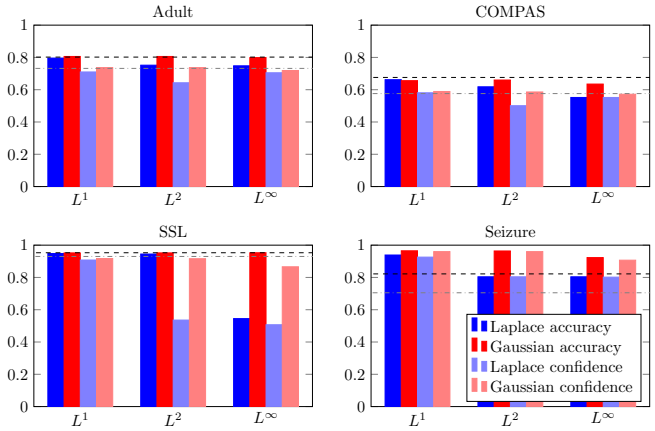 Adult
1
0.8
0.6
0.4
0.2
0
L¹ L² L∞
COMPAS
1
0.8
0.6
0.4
0.2
0
L¹ L² L∞
SSL
1
0.8
0.6
0.4
0.2
0
L¹ L² L∞
Seizure
1
0.8
0.6
0.4
0.2
0
Laplace accuracy
Gaussian accuracy
Laplace confidence
Gaussian confidence
L¹ L² L∞